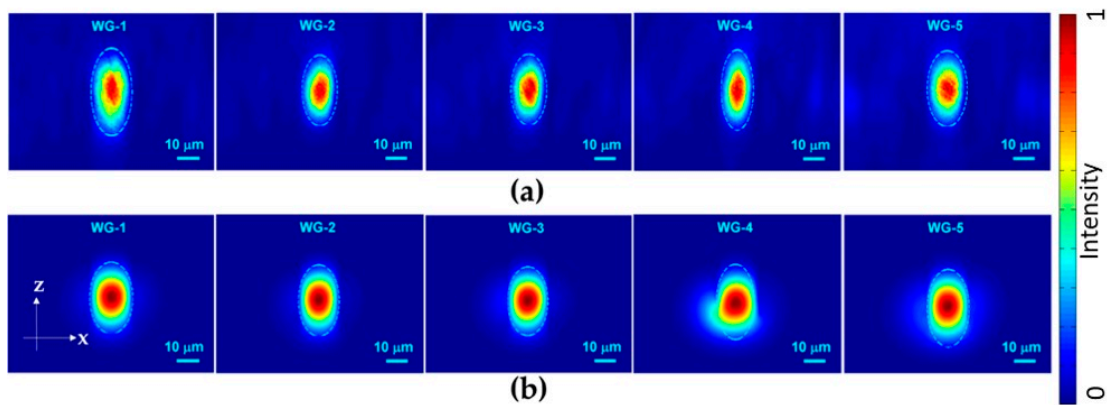 WG-1 WG-2 WG-3 WG-4 WG-5
10 μm 10 μm 10 μm 10 μm 10 μm
(a)
WG-1 WG-2 WG-3 WG-4 WG-5
z
x
10 μm 10 μm 10 μm 10 μm 10 μm
(b)
1
Intensity
0